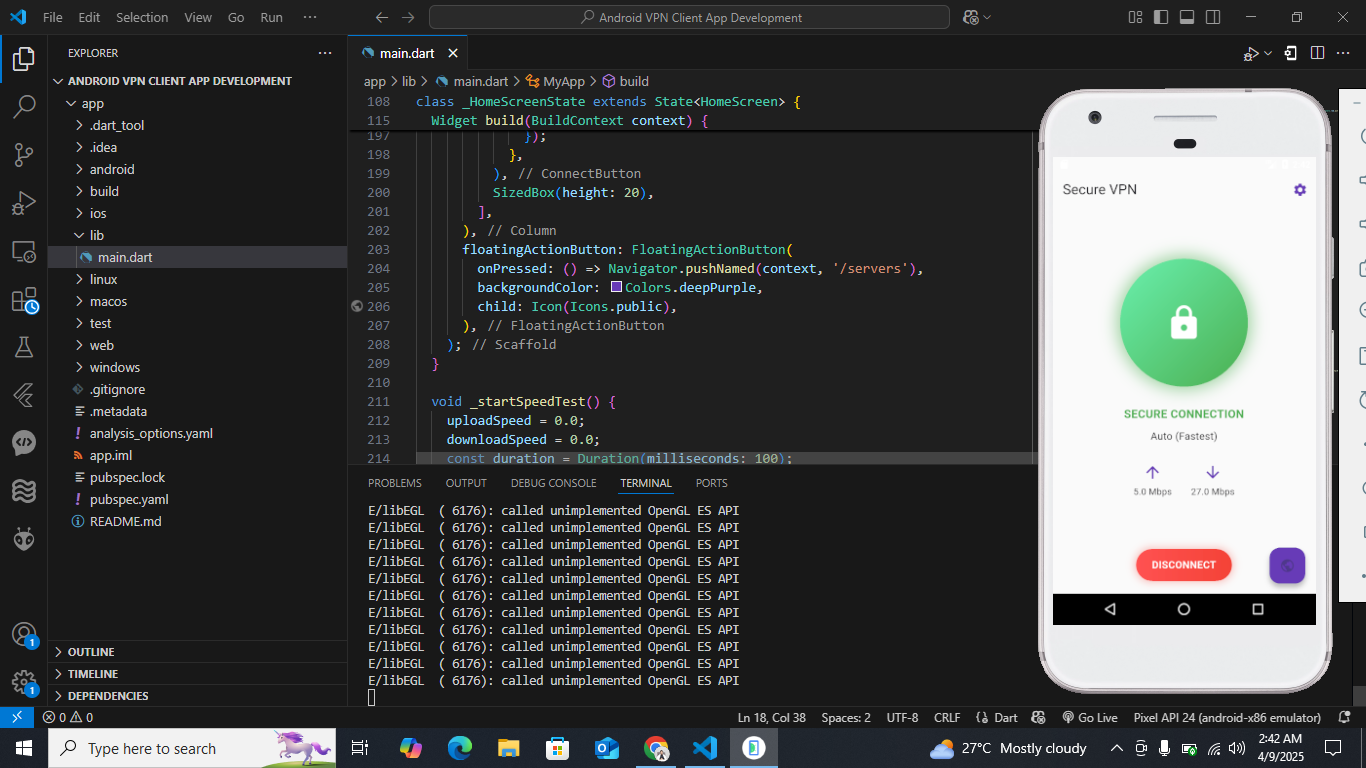 File Edit Selection View Go Run ···
Android VPN Client App Development
EXPLORER
ANDROID VPN CLIENT APP DEVELOPMENT
app
.dart_tool
.idea
android
build
ios
lib
main.dart
linux
macos
test
web
windows
.gitignore
.metadata
analysis_options.yaml
app.iml
pubspec.lock
pubspec.yaml
README.md
OUTLINE
TIMELINE
DEPENDENCIES
main.dart
app > lib > main.dart > MyApp > build
108 class _HomeScreenState extends State<HomeScreen> {
115 Widget build(BuildContext context) {
197 });
198 },
199 ), // ConnectButton
200 SizedBox(height: 20),
201 ],
202 ), // Column
203 floatingActionButton: FloatingActionButton(
204 onPressed: () => Navigator.pushNamed(context, '/servers'),
205 backgroundColor: Colors.deepPurple,
206 child: Icon(Icons.public),
207 ), // FloatingActionButton
208 ); // Scaffold
209 }
210
211 void _startSpeedTest() {
212 uploadSpeed = 0.0;
213 downloadSpeed = 0.0;
214 const duration = Duration(milliseconds: 100);
PROBLEMS OUTPUT DEBUG CONSOLE TERMINAL PORTS
E/libEGL  ( 6176): called unimplemented OpenGL ES API
E/libEGL  ( 6176): called unimplemented OpenGL ES API
E/libEGL  ( 6176): called unimplemented OpenGL ES API
E/libEGL  ( 6176): called unimplemented OpenGL ES API
E/libEGL  ( 6176): called unimplemented OpenGL ES API
E/libEGL  ( 6176): called unimplemented OpenGL ES API
E/libEGL  ( 6176): called unimplemented OpenGL ES API
E/libEGL  ( 6176): called unimplemented OpenGL ES API
E/libEGL  ( 6176): called unimplemented OpenGL ES API
E/libEGL  ( 6176): called unimplemented OpenGL ES API
E/libEGL  ( 6176): called unimplemented OpenGL ES API
Secure VPN
SECURE CONNECTION
Auto (Fastest)
5.0 Mbps 27.0 Mbps
DISCONNECT
1
1
0 0
Ln 18, Col 38 Spaces: 2 UTF-8 CRLF {} Dart Go Live Pixel API 24 (android-x86 emulator)
Type here to search
27°C Mostly cloudy
2:42 AM
4/9/2025